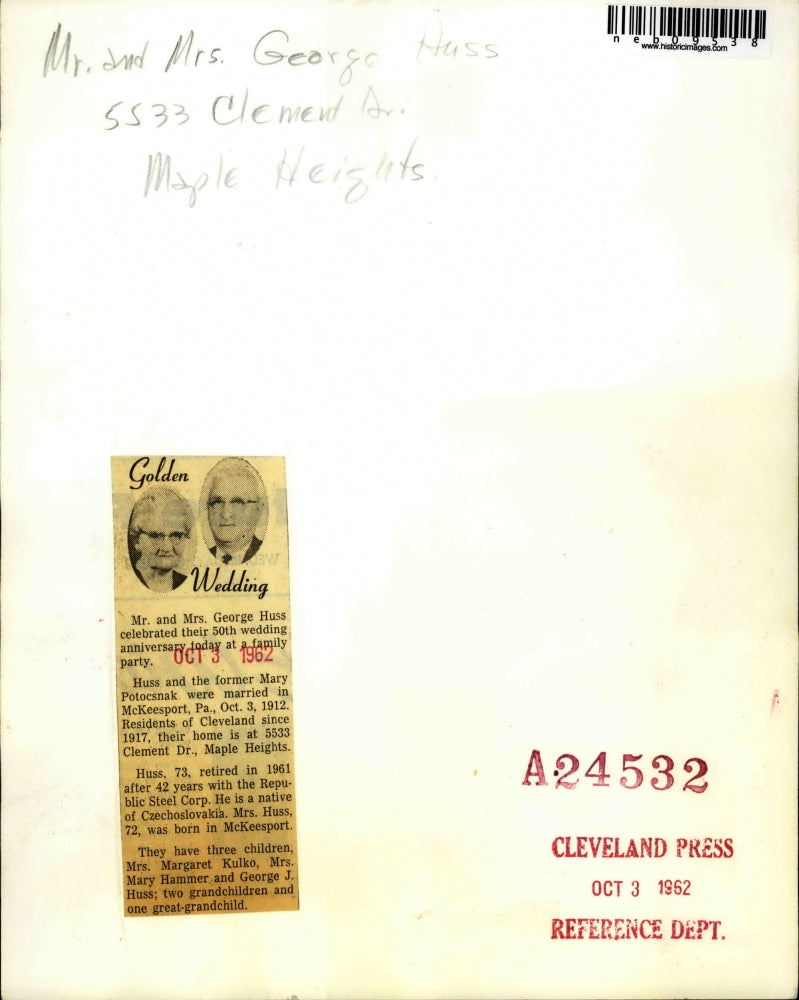 Mr. and Mrs. George Huss
5533 Clement Dr.
Maple Heights.
neb09538
www.historicimages.com
Golden
Wedding
Mr. and Mrs. George Huss
celebrated their 50th wedding
anniversary today at a family
party.
OCT 3 1962
Huss and the former Mary
Potocsnak were married in
McKeesport, Pa., Oct. 3, 1912.
Residents of Cleveland since
1917, their home is at 5533
Clement Dr., Maple Heights.
Huss, 73, retired in 1961
after 42 years with the Repu-
blic Steel Corp. He is a native
of Czechoslovakia. Mrs. Huss,
72, was born in McKeesport.
They have three children,
Mrs. Margaret Kulko, Mrs.
Mary Hammer and George J.
Huss; two grandchildren and
one great-grandchild.
A24532
CLEVELAND PRESS
OCT 3 1962
REFERENCE DEPT.